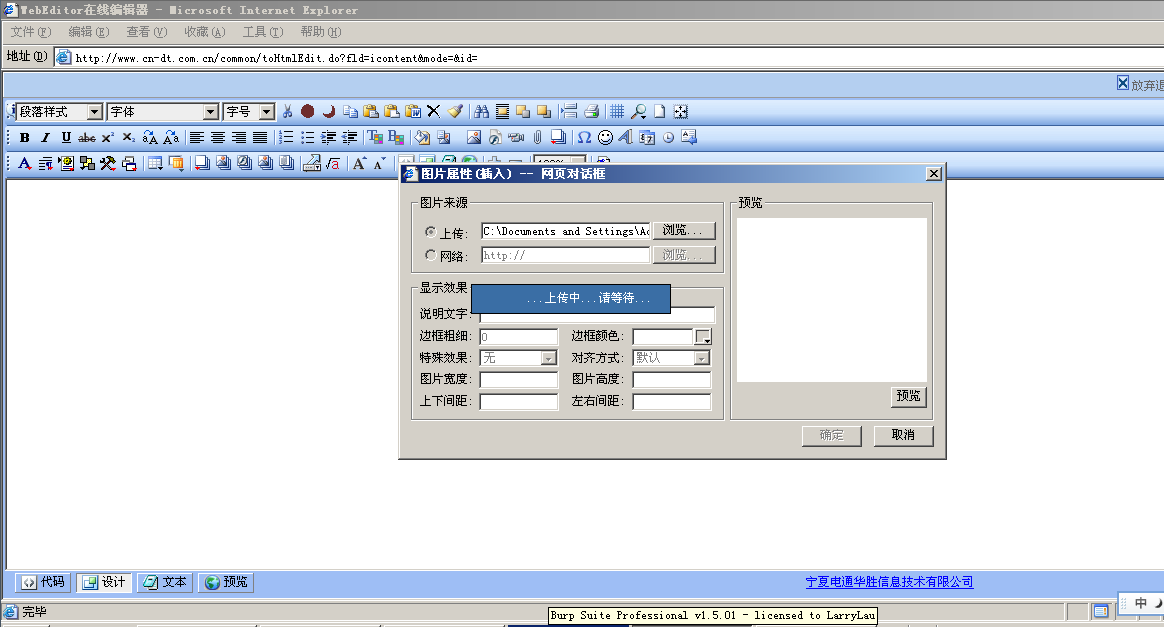 WebEditor在线编辑器 - Microsoft Internet Explorer
文件(F) 编辑(E) 查看(V) 收藏(A) 工具(T) 帮助(H)
地址(D) http://www.cn-dt.com.cn/common/toHtmlEdit.do?fld=icontent&mode=&id=
放弃退
段落样式 字体 字号
B I U abc x² x₂
图片属性(插入) -- 网页对话框
图片来源
上传: C:\Documents and Settings\Ad 浏览...
网络: http:// 浏览...
预览
显示效果
...上传中...请等待...
说明文字:
边框粗细: 0 边框颜色:
特殊效果: 无 对齐方式: 默认
图片宽度: 图片高度:
上下间距: 左右间距:
预览
确定 取消
代码 设计 文本 预览
宁夏电通华胜信息技术有限公司
完毕
Burp Suite Professional v1.5.01 - licensed to LarryLau
中